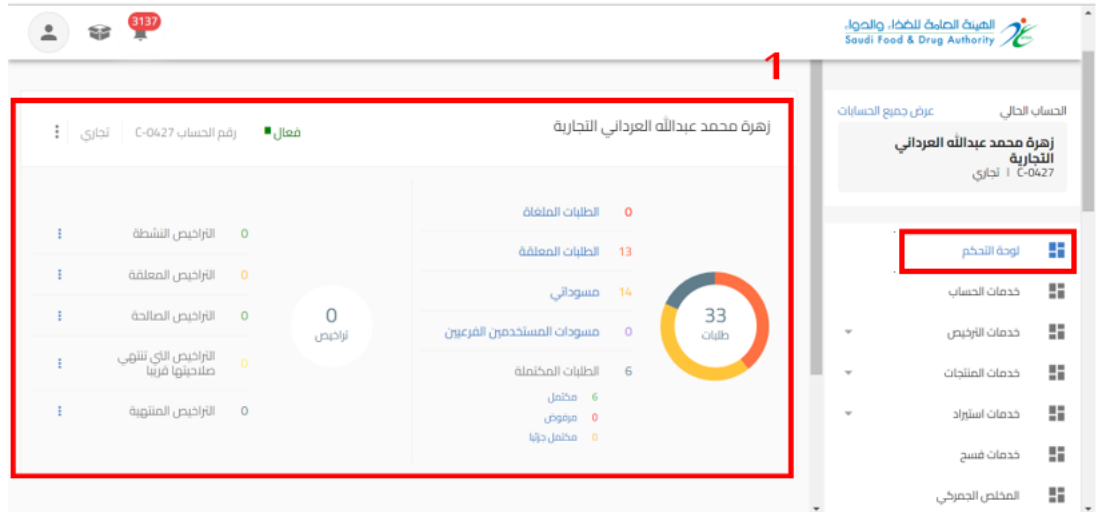 3137
الهيئة العامة للغذاء والدواء
Saudi Food & Drug Authority
1
الحساب الحالي
عرض جميع الحسابات
زهرة محمد عبدالله العرداني
التجارية
C-0427 | تجاري
لوحة التحكم
خدمات الحساب
خدمات الترخيص
خدمات المنتجات
خدمات استيراد
خدمات فسح
المخلص الجمركي
زهرة محمد عبدالله العرداني التجارية
فعال
رقم الحساب C-0427
تجاري
33
طلبات
0 الطلبات الملغاة
13 الطلبات المعلقة
14 مسوداتي
0 مسودات المستخدمين الفرعيين
6 الطلبات المكتملة
6 مكتمل
0 مرفوض
0 مكتمل جزئيا
0
تراخيص
0 التراخيص النشطة
0 التراخيص المعلقة
0 التراخيص الصالحة
0 التراخيص التي تنتهي
صلاحيتها قريبا
0 التراخيص المنتهية